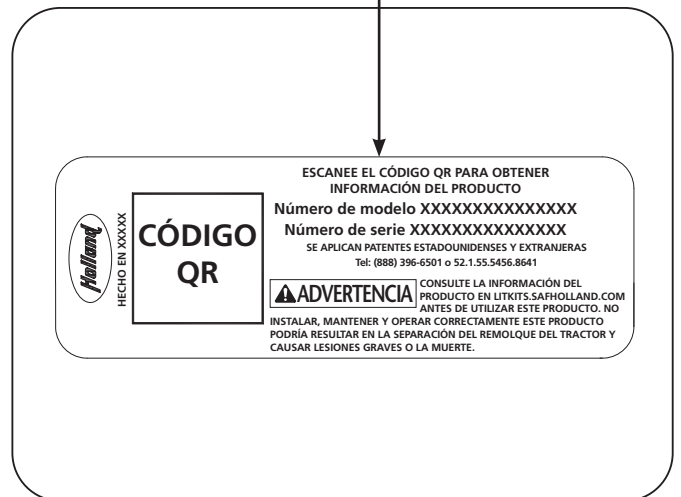 Holland
HECHO EN XXXXX
CÓDIGO
QR
ESCANEE EL CÓDIGO QR PARA OBTENER
INFORMACIÓN DEL PRODUCTO
Número de modelo XXXXXXXXXXXXXXX
Número de serie XXXXXXXXXXXXXXX
SE APLICAN PATENTES ESTADOUNIDENSES Y EXTRANJERAS
Tel: (888) 396-6501 o 52.1.55.5456.8641
ADVERTENCIA
CONSULTE LA INFORMACIÓN DEL
PRODUCTO EN LITKITS.SAFHOLLAND.COM
ANTES DE UTILIZAR ESTE PRODUCTO. NO
INSTALAR, MANTENER Y OPERAR CORRECTAMENTE ESTE PRODUCTO
PODRÍA RESULTAR EN LA SEPARACIÓN DEL REMOLQUE DEL TRACTOR Y
CAUSAR LESIONES GRAVES O LA MUERTE.